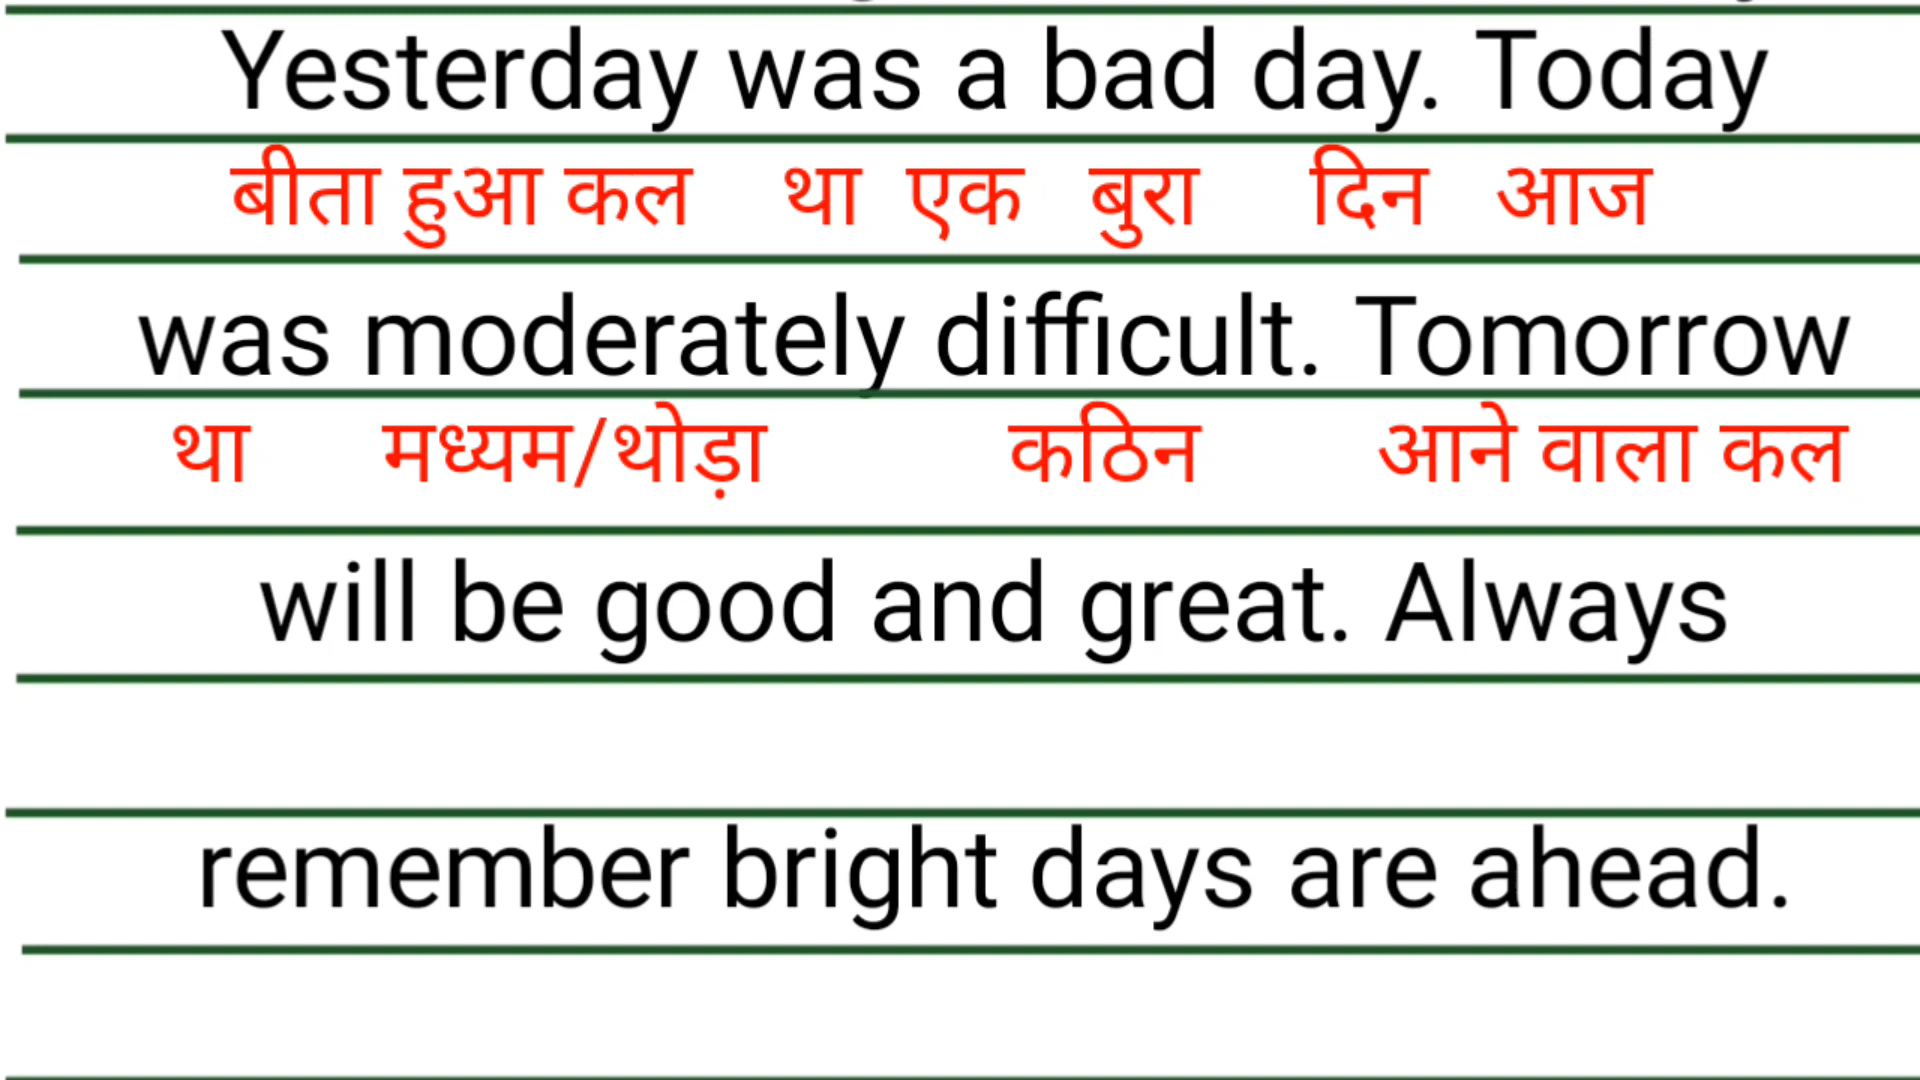 Yesterday was a bad day. Today
बीता हुआ कल था एक बुरा दिन आज
was moderately difficult. Tomorrow
था मध्यम/थोड़ा कठिन आने वाला कल
will be good and great. Always
remember bright days are ahead.